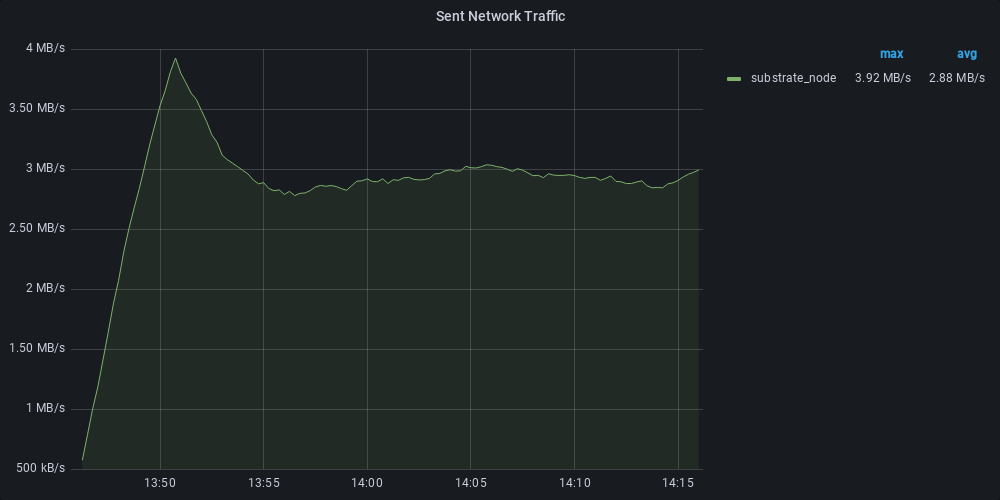 Sent Network Traffic
4 MB/s
3.50 MB/s
3 MB/s
2.50 MB/s
2 MB/s
1.50 MB/s
1 MB/s
500 kB/s
13:50 13:55 14:00 14:05 14:10 14:15
max avg
substrate_node 3.92 MB/s 2.88 MB/s